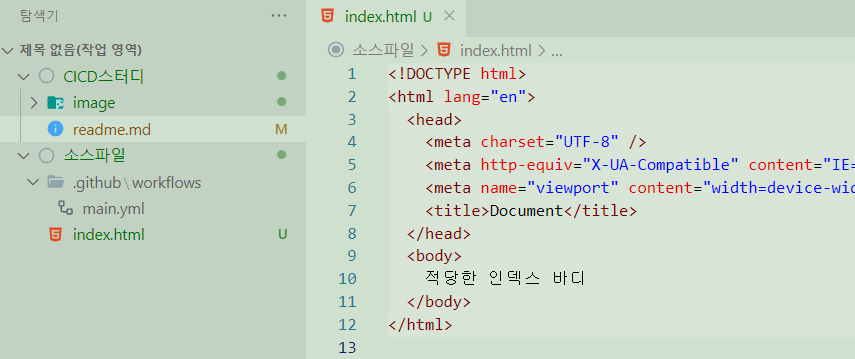 탐색기
제목 없음(작업 영역)
CICD스터디
image
readme.md M
소스파일
.github\workflows
main.yml
index.html U
index.html U
소스파일 > index.html > ...
1 <!DOCTYPE html>
2 <html lang="en">
3 <head>
4 <meta charset="UTF-8" />
5 <meta http-equiv="X-UA-Compatible" content="IE=
6 <meta name="viewport" content="width=device-wid
7 <title>Document</title>
8 </head>
9 <body>
10 적당한 인덱스 바디
11 </body>
12 </html>
13